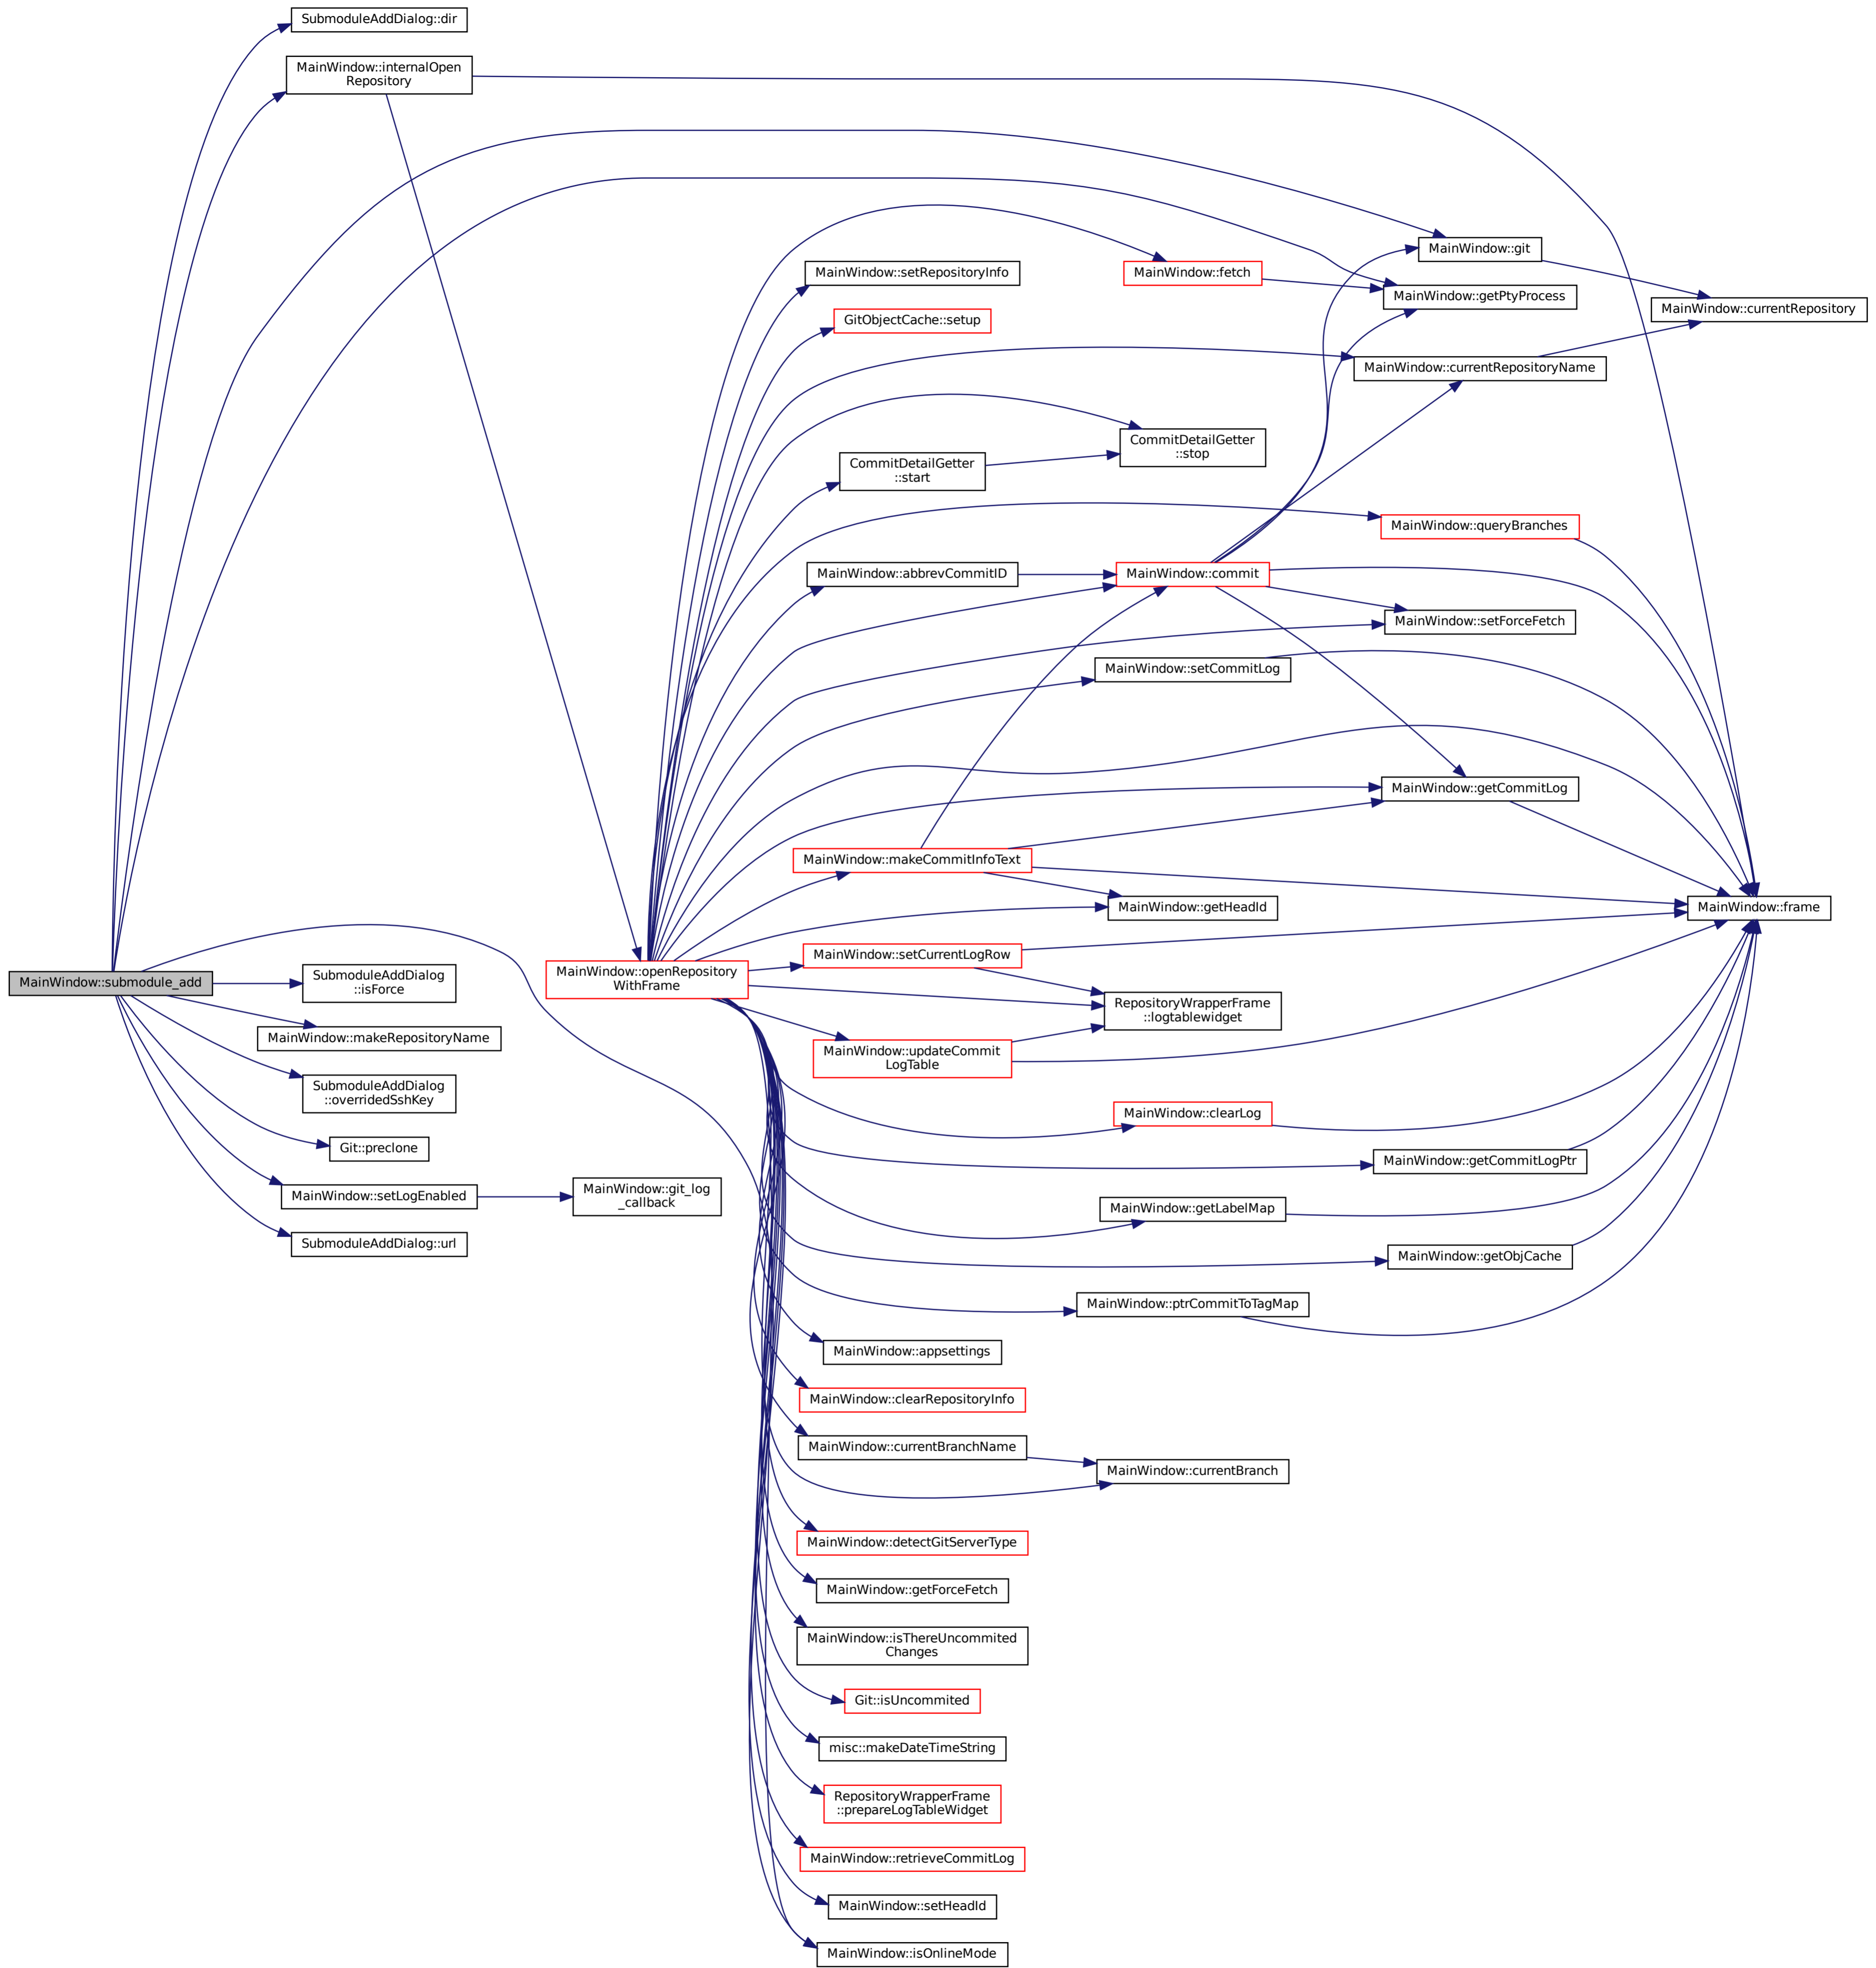 SubmoduleAddDialog::dir
MainWindow::internalOpen
Repository
MainWindow::submodule_add
SubmoduleAddDialog
::isForce
MainWindow::makeRepositoryName
SubmoduleAddDialog
::overridedSshKey
Git::preclone
MainWindow::setLogEnabled
SubmoduleAddDialog::url
MainWindow::git_log
_callback
MainWindow::openRepository
WithFrame
MainWindow::setRepositoryInfo
GitObjectCache::setup
CommitDetailGetter
::start
MainWindow::abbrevCommitID
MainWindow::makeCommitInfoText
MainWindow::setCurrentLogRow
MainWindow::updateCommit
LogTable
MainWindow::appsettings
MainWindow::clearRepositoryInfo
MainWindow::currentBranchName
MainWindow::detectGitServerType
MainWindow::getForceFetch
MainWindow::isThereUncommited
Changes
Git::isUncommited
misc::makeDateTimeString
RepositoryWrapperFrame
::prepareLogTableWidget
MainWindow::retrieveCommitLog
MainWindow::setHeadId
MainWindow::isOnlineMode
MainWindow::fetch
CommitDetailGetter
::stop
MainWindow::commit
MainWindow::setCommitLog
MainWindow::getHeadId
RepositoryWrapperFrame
::logtablewidget
MainWindow::clearLog
MainWindow::getLabelMap
MainWindow::ptrCommitToTagMap
MainWindow::currentBranch
MainWindow::git
MainWindow::getPtyProcess
MainWindow::currentRepositoryName
MainWindow::queryBranches
MainWindow::setForceFetch
MainWindow::getCommitLog
MainWindow::getCommitLogPtr
MainWindow::getObjCache
MainWindow::currentRepository
MainWindow::frame